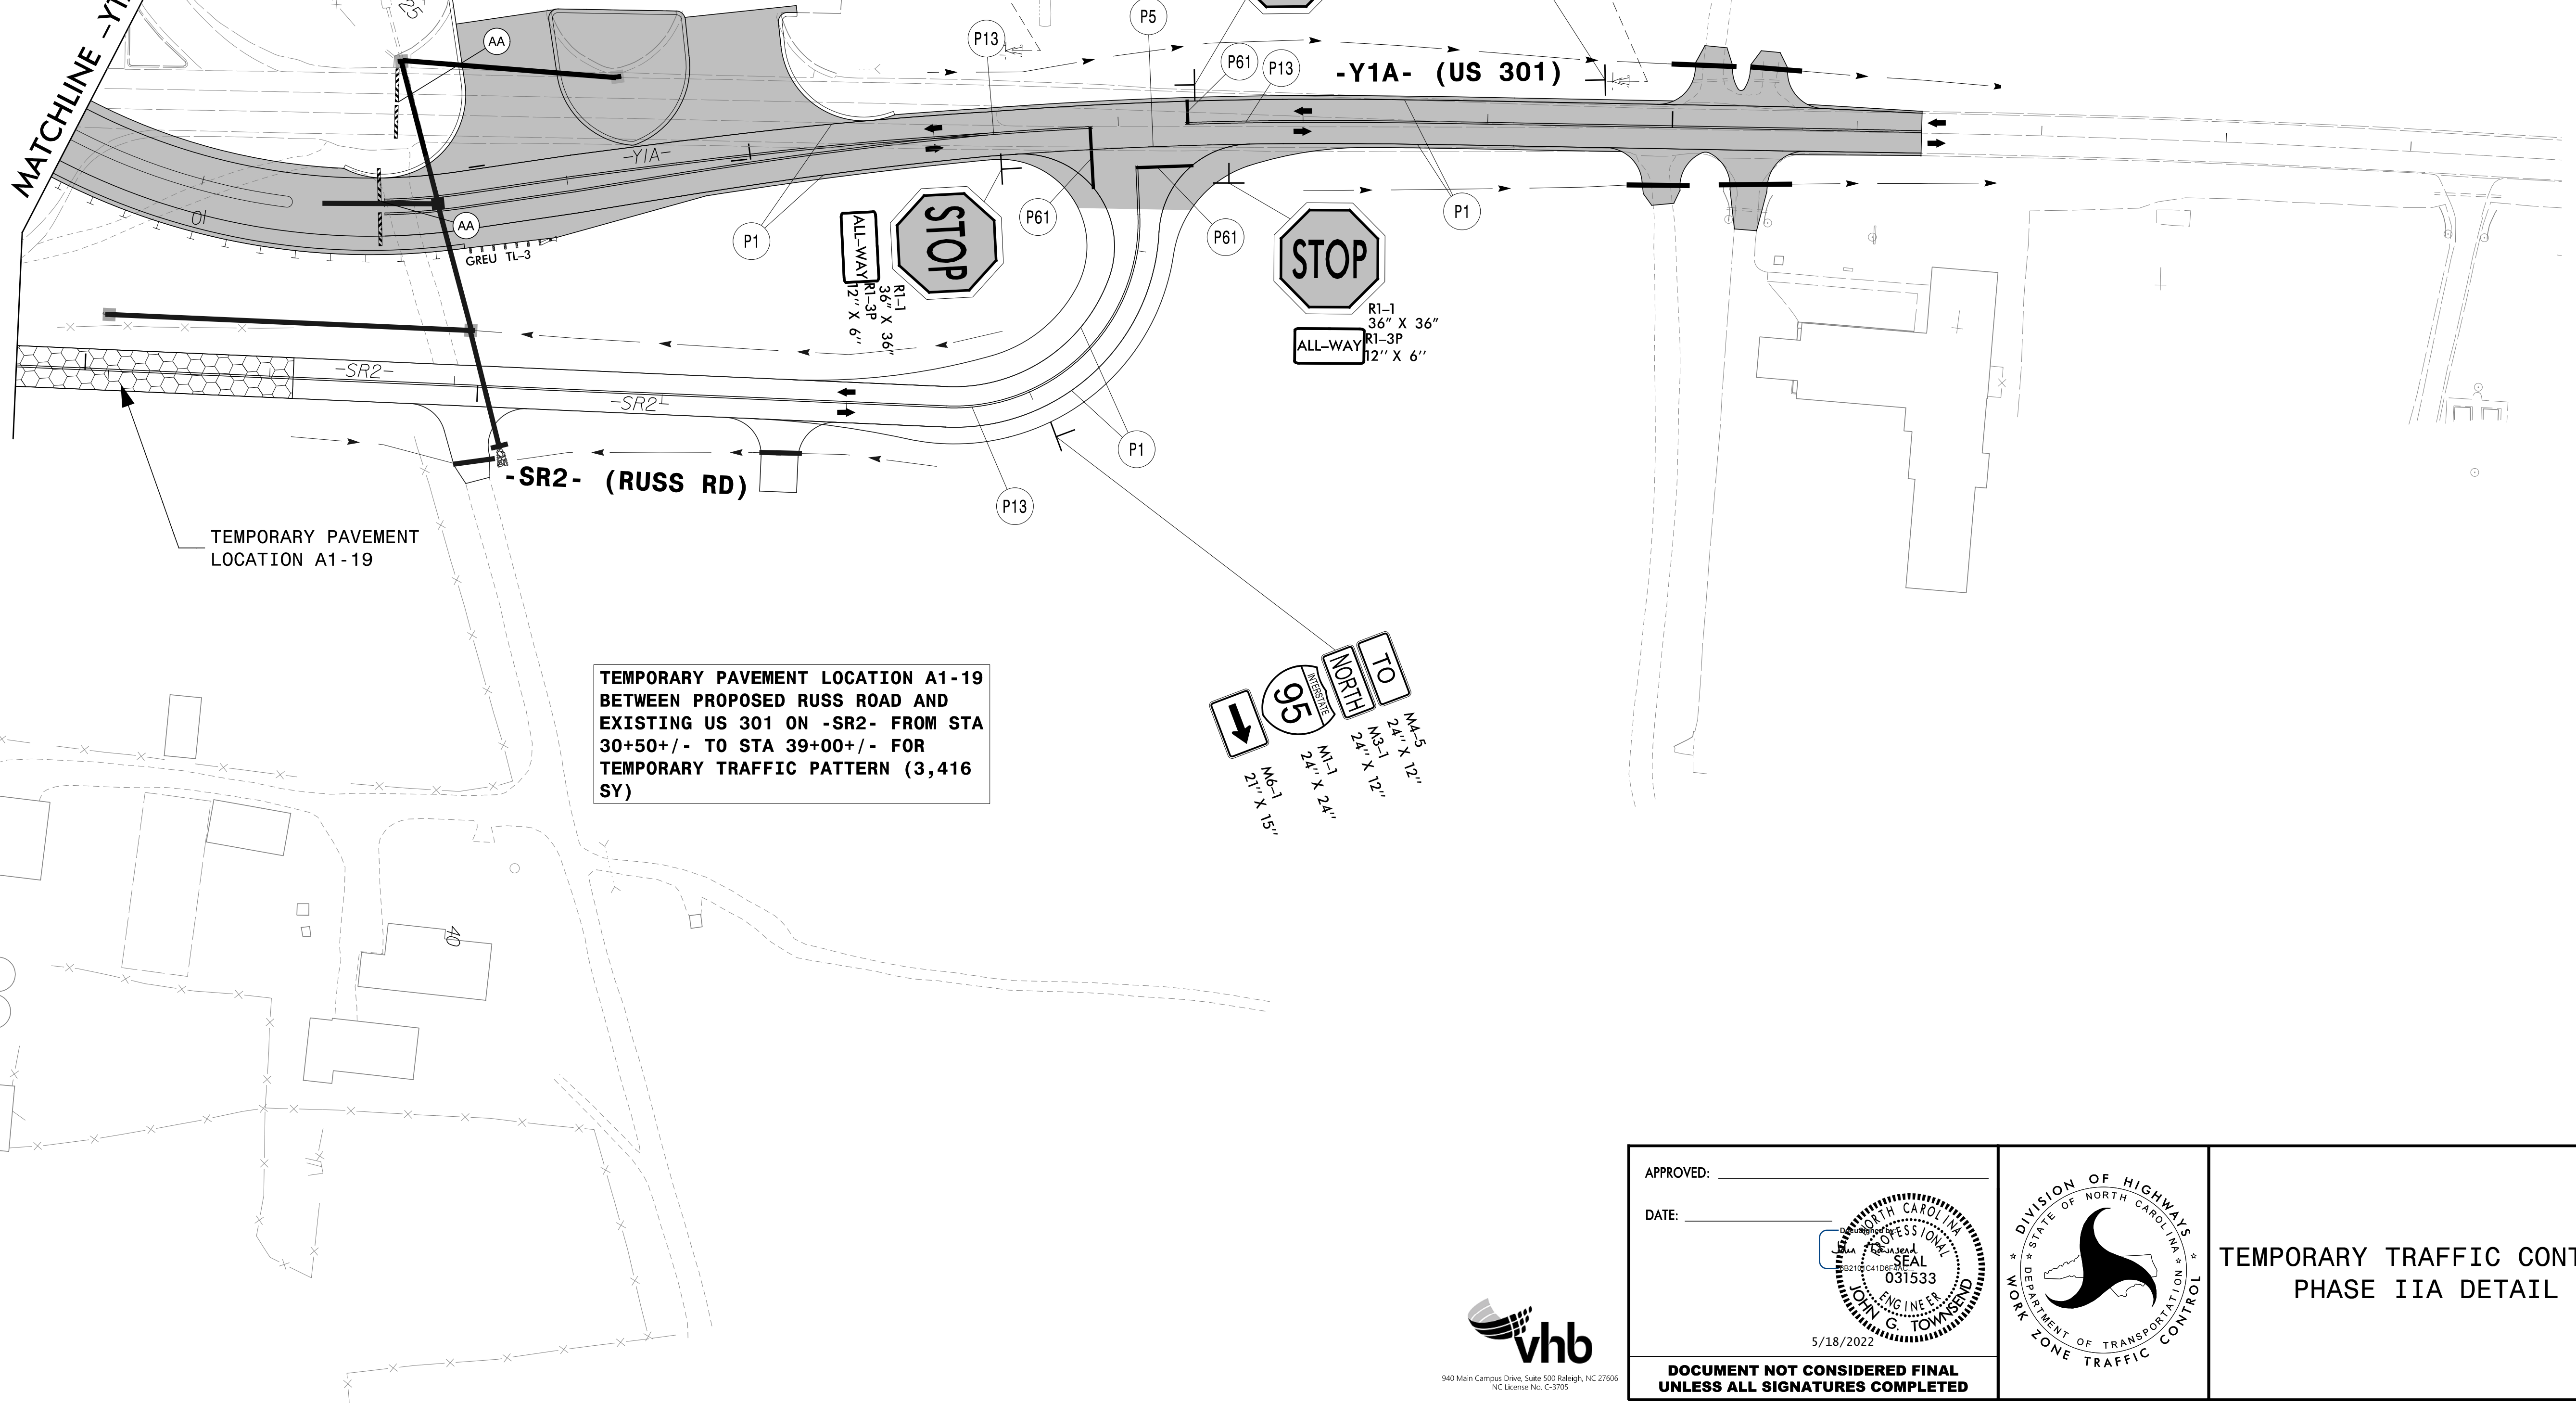 MATCHLINE -Y1
25
AA
P13
P5
P61
P13
-Y1A- (US 301)
-Y1A-
10
AA
GREU TL-3
P1
ALL-WAY
STOP
R1-1
36" X 36"
R1-3P
12" X 6"
P61
P61
STOP
R1-1
36" X 36"
ALL-WAY
R1-3P
12" X 6"
P1
-SR2-
-SR2-
P1
P13
-SR2- (RUSS RD)
TEMPORARY PAVEMENT
LOCATION A1-19
TEMPORARY PAVEMENT LOCATION A1-19
BETWEEN PROPOSED RUSS ROAD AND
EXISTING US 301 ON -SR2- FROM STA
30+50+/- TO STA 39+00+/- FOR
TEMPORARY TRAFFIC PATTERN (3,416
SY)
TO
NORTH
INTERSTATE
95
M4-5
24" X 12"
M3-1
24" X 12"
M1-1
24" X 24"
M6-1
21" X 15"
40
vhb
940 Main Campus Drive, Suite 500 Raleigh, NC 27606
NC License No. C-3705
APPROVED:
DATE:
DocuSigned by:
John Townsend
NORTH CAROLINA
PROFESSIONAL
SEAL
031533
ENGINEER
JOHN G. TOWNSEND
5/18/2022
DOCUMENT NOT CONSIDERED FINAL
UNLESS ALL SIGNATURES COMPLETED
DIVISION OF HIGHWAYS
STATE OF NORTH CAROLINA
DEPARTMENT OF TRANSPORTATION
WORK ZONE TRAFFIC CONTROL
TEMPORARY TRAFFIC CONT
PHASE IIA DETAIL